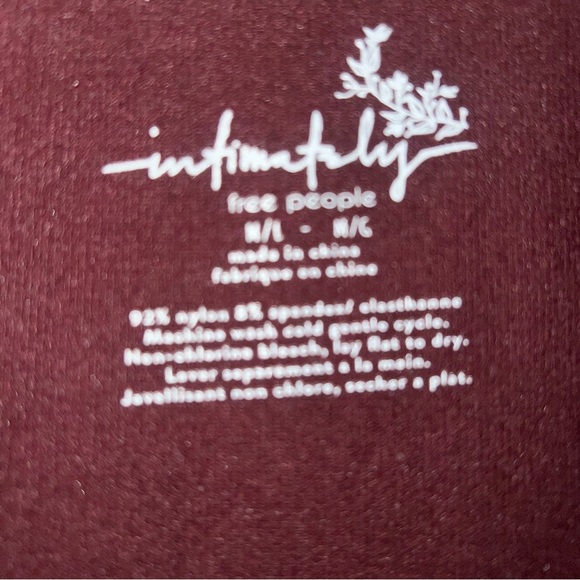 intimately
free people
M/L - M/G
made in china
fabrique en chine
92% nylon 8% spandex/ elasthanne
Machine wash cold gentle cycle.
Non-chlorine bleach, Dry flat to dry.
Laver separement a la main.
Javellisant non chlore, secher a plat.